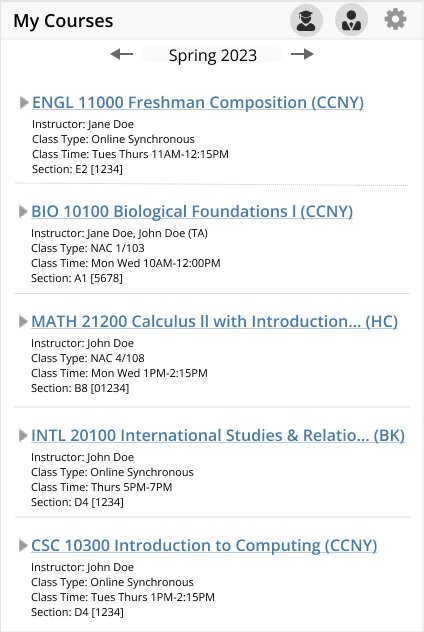 My Courses
Spring 2023
ENGL 11000 Freshman Composition (CCNY)
Instructor: Jane Doe
Class Type: Online Synchronous
Class Time: Tues Thurs 11AM-12:15PM
Section: E2 [1234]
BIO 10100 Biological Foundations l (CCNY)
Instructor: Jane Doe, John Doe (TA)
Class Type: NAC 1/103
Class Time: Mon Wed 10AM-12:00PM
Section: A1 [5678]
MATH 21200 Calculus ll with Introduction... (HC)
Instructor: John Doe
Class Type: NAC 4/108
Class Time: Mon Wed 1PM-2:15PM
Section: B8 [01234]
INTL 20100 International Studies & Relatio... (BK)
Instructor: John Doe
Class Type: Online Synchronous
Class Time: Thurs 5PM-7PM
Section: D4 [1234]
CSC 10300 Introduction to Computing (CCNY)
Instructor: John Doe
Class Type: Online Synchronous
Class Time: Tues Thurs 1PM-2:15PM
Section: D4 [1234]